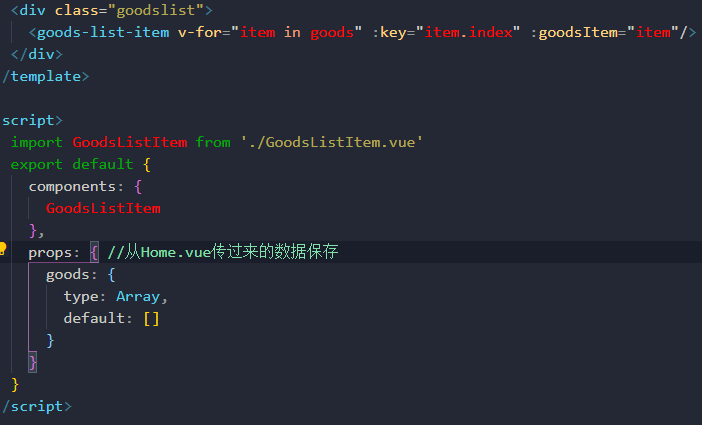 <div class="goodslist">
<goods-list-item v-for="item in goods" :key="item.index" :goodsItem="item"/>
</div>
/template>
script>
import GoodsListItem from './GoodsListItem.vue'
export default {
components: {
GoodsListItem
},
props: { //从Home.vue传过来的数据保存
goods: {
type: Array,
default: []
}
}
}
/script>